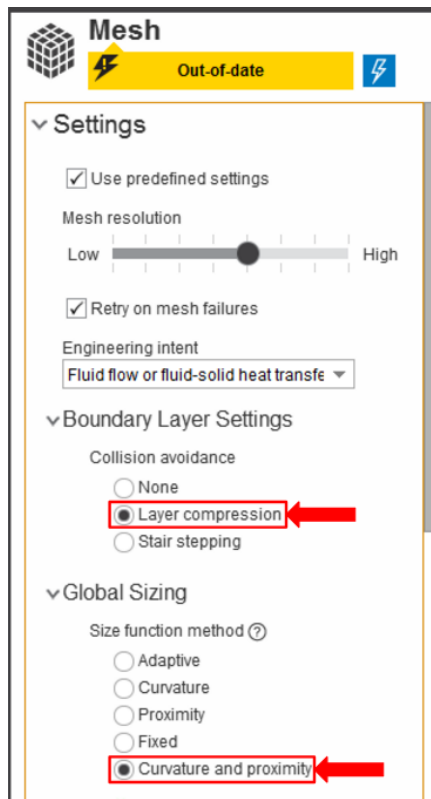 Mesh
Out-of-date
Settings
Use predefined settings
Mesh resolution
Low High
Retry on mesh failures
Engineering intent
Fluid flow or fluid-solid heat transfe
Boundary Layer Settings
Collision avoidance
None
Layer compression
Stair stepping
Global Sizing
Size function method ?
Adaptive
Curvature
Proximity
Fixed
Curvature and proximity